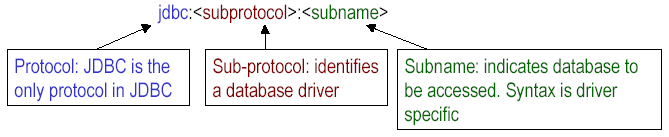 jdbc:<subprotocol>:<subname>
Protocol: JDBC is the
only protocol in JDBC
Sub-protocol: identifies
a database driver
Subname: indicates database to
be accessed. Syntax is driver
specific